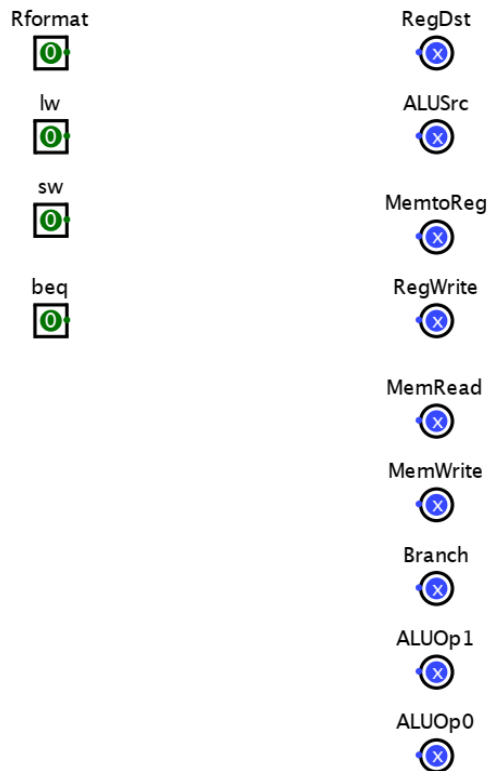 Rformat
RegDst
0
x
lw
ALUSrc
0
x
sw
MemtoReg
0
x
beq
RegWrite
0
x
MemRead
x
MemWrite
x
Branch
x
ALUOp1
x
ALUOp0
x